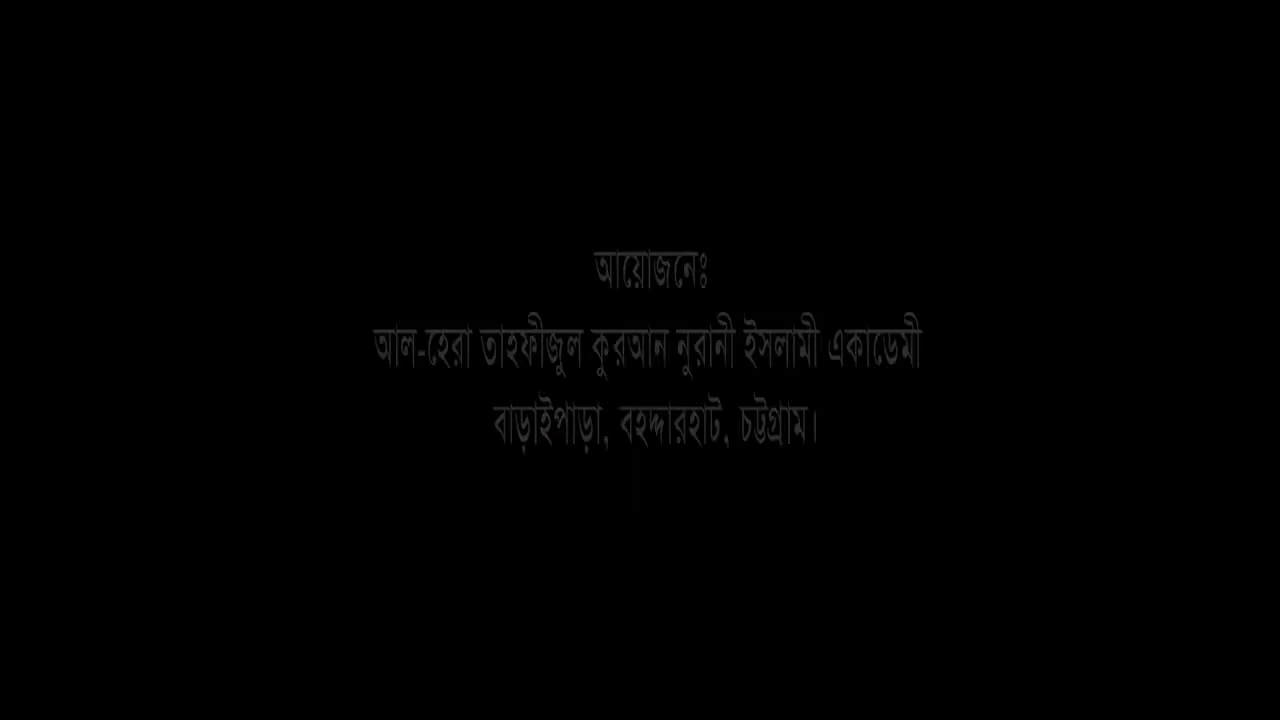 আয়োজনেঃ
আল-হেরা তাহফীজুল কুরআন নুরানী ইসলামী একাডেমী
বাড়াইপাড়া, বহদ্দারহাট, চট্টগ্রাম।